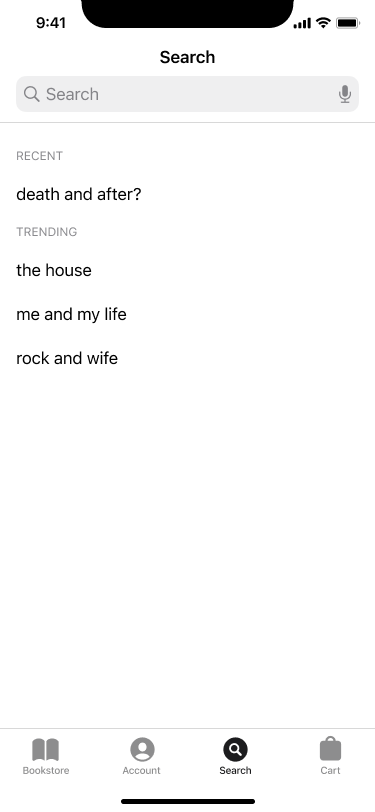 9:41
Search
Search
RECENT
death and after?
TRENDING
the house
me and my life
rock and wife
Bookstore
Account
Search
Cart